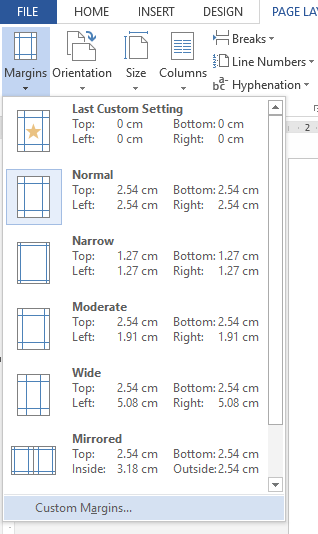 FILE HOME INSERT DESIGN PAGE LA
Margins Orientation Size Columns
Breaks
Line Numbers
Hyphenation
Last Custom Setting
Top: 0 cm Bottom: 0 cm
Left: 0 cm Right: 0 cm
Normal
Top: 2.54 cm Bottom: 2.54 cm
Left: 2.54 cm Right: 2.54 cm
Narrow
Top: 1.27 cm Bottom: 1.27 cm
Left: 1.27 cm Right: 1.27 cm
Moderate
Top: 2.54 cm Bottom: 2.54 cm
Left: 1.91 cm Right: 1.91 cm
Wide
Top: 2.54 cm Bottom: 2.54 cm
Left: 5.08 cm Right: 5.08 cm
Mirrored
Top: 2.54 cm Bottom: 2.54 cm
Inside: 3.18 cm Outside: 2.54 cm
Custom Margins...
2